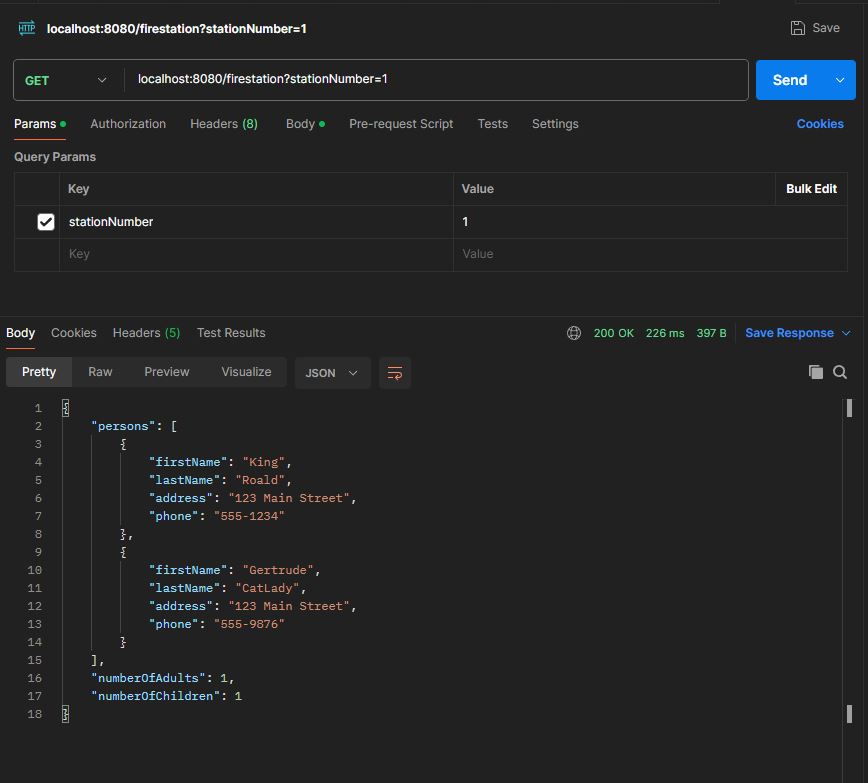 HTTP localhost:8080/firestation?stationNumber=1 Save
GET localhost:8080/firestation?stationNumber=1 Send
Params Authorization Headers (8) Body Pre-request Script Tests Settings Cookies
Query Params
Key Value Bulk Edit
stationNumber 1
Key Value
Body Cookies Headers (5) Test Results 200 OK 226 ms 397 B Save Response
Pretty Raw Preview Visualize JSON
1 {
2 "persons": [
3 {
4 "firstName": "King",
5 "lastName": "Roald",
6 "address": "123 Main Street",
7 "phone": "555-1234"
8 },
9 {
10 "firstName": "Gertrude",
11 "lastName": "CatLady",
12 "address": "123 Main Street",
13 "phone": "555-9876"
14 }
15 ],
16 "numberOfAdults": 1,
17 "numberOfChildren": 1
18 }